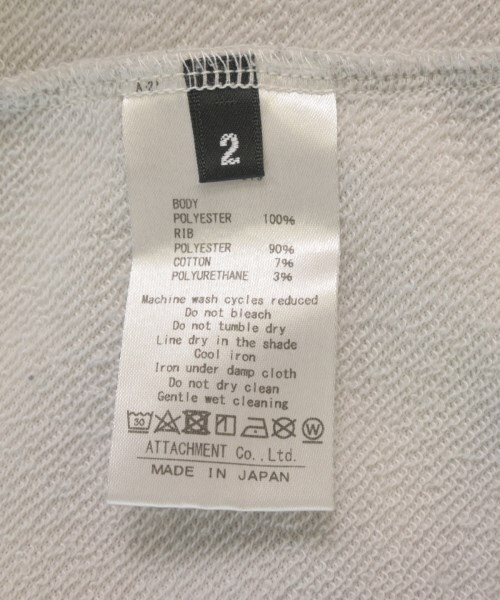 A-21
2
BODY
POLYESTER 100%
RIB
POLYESTER 90%
COTTON 7%
POLYURETHANE 3%
Machine wash cycles reduced
Do not bleach
Do not tumble dry
Line dry in the shade
Cool iron
Iron under damp cloth
Do not dry clean
Gentle wet cleaning
30 W
ATTACHMENT Co.,Ltd.
MADE IN JAPAN